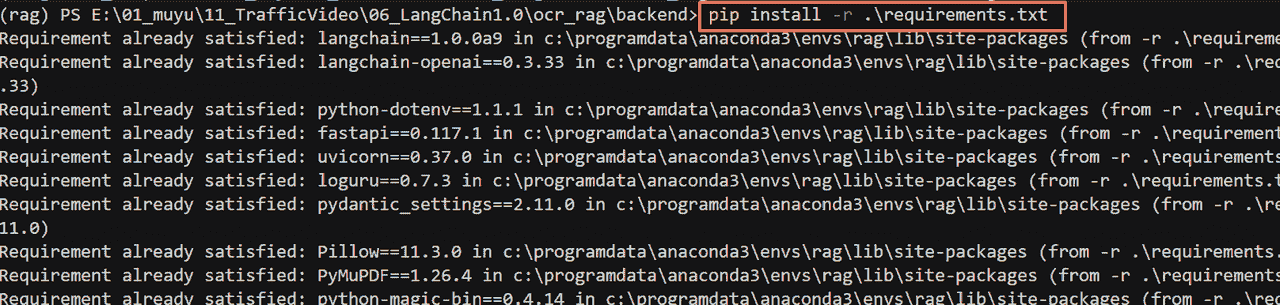 (rag) PS E:\01_muyu\11_TrafficVideo\06_LangChain1.0\ocr_rag\backend> pip install -r .\requirements.txt
Requirement already satisfied: langchain==1.0.0a9 in c:\programdata\anaconda3\envs\rag\lib\site-packages (from -r .\requireme
Requirement already satisfied: langchain-openai==0.3.33 in c:\programdata\anaconda3\envs\rag\lib\site-packages (from -r .\requ
.33)
Requirement already satisfied: python-dotenv==1.1.1 in c:\programdata\anaconda3\envs\rag\lib\site-packages (from -r .\require
Requirement already satisfied: fastapi==0.117.1 in c:\programdata\anaconda3\envs\rag\lib\site-packages (from -r .\requirement
Requirement already satisfied: uvicorn==0.37.0 in c:\programdata\anaconda3\envs\rag\lib\site-packages (from -r .\requirements
Requirement already satisfied: loguru==0.7.3 in c:\programdata\anaconda3\envs\rag\lib\site-packages (from -r .\requirements.t
Requirement already satisfied: pydantic_settings==2.11.0 in c:\programdata\anaconda3\envs\rag\lib\site-packages (from -r .\re
11.0)
Requirement already satisfied: Pillow==11.3.0 in c:\programdata\anaconda3\envs\rag\lib\site-packages (from -r .\requirements.
Requirement already satisfied: PyMuPDF==1.26.4 in c:\programdata\anaconda3\envs\rag\lib\site-packages (from -r .\requirements
Requirement already satisfied: python-magic-bin==0.4.14 in c:\programdata\anaconda3\envs\rag\lib\site-packages (from -r .\req